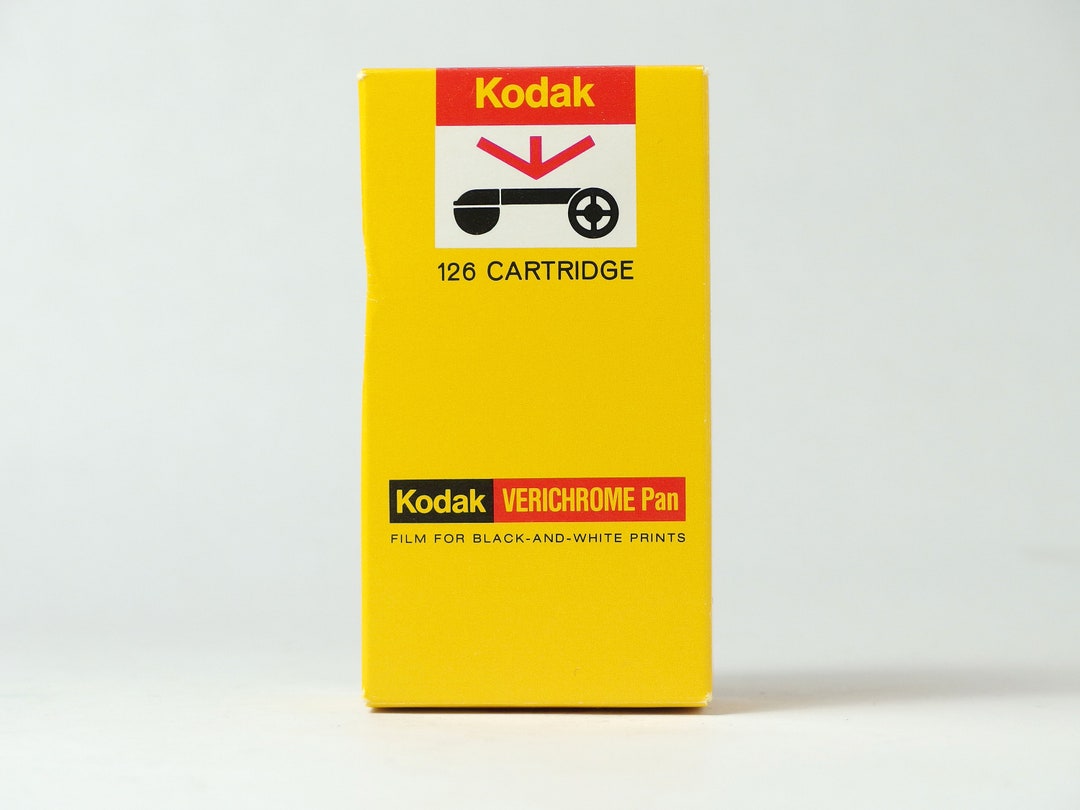 Kodak
126 CARTRIDGE
Kodak VERICHROME Pan
FILM FOR BLACK-AND-WHITE PRINTS